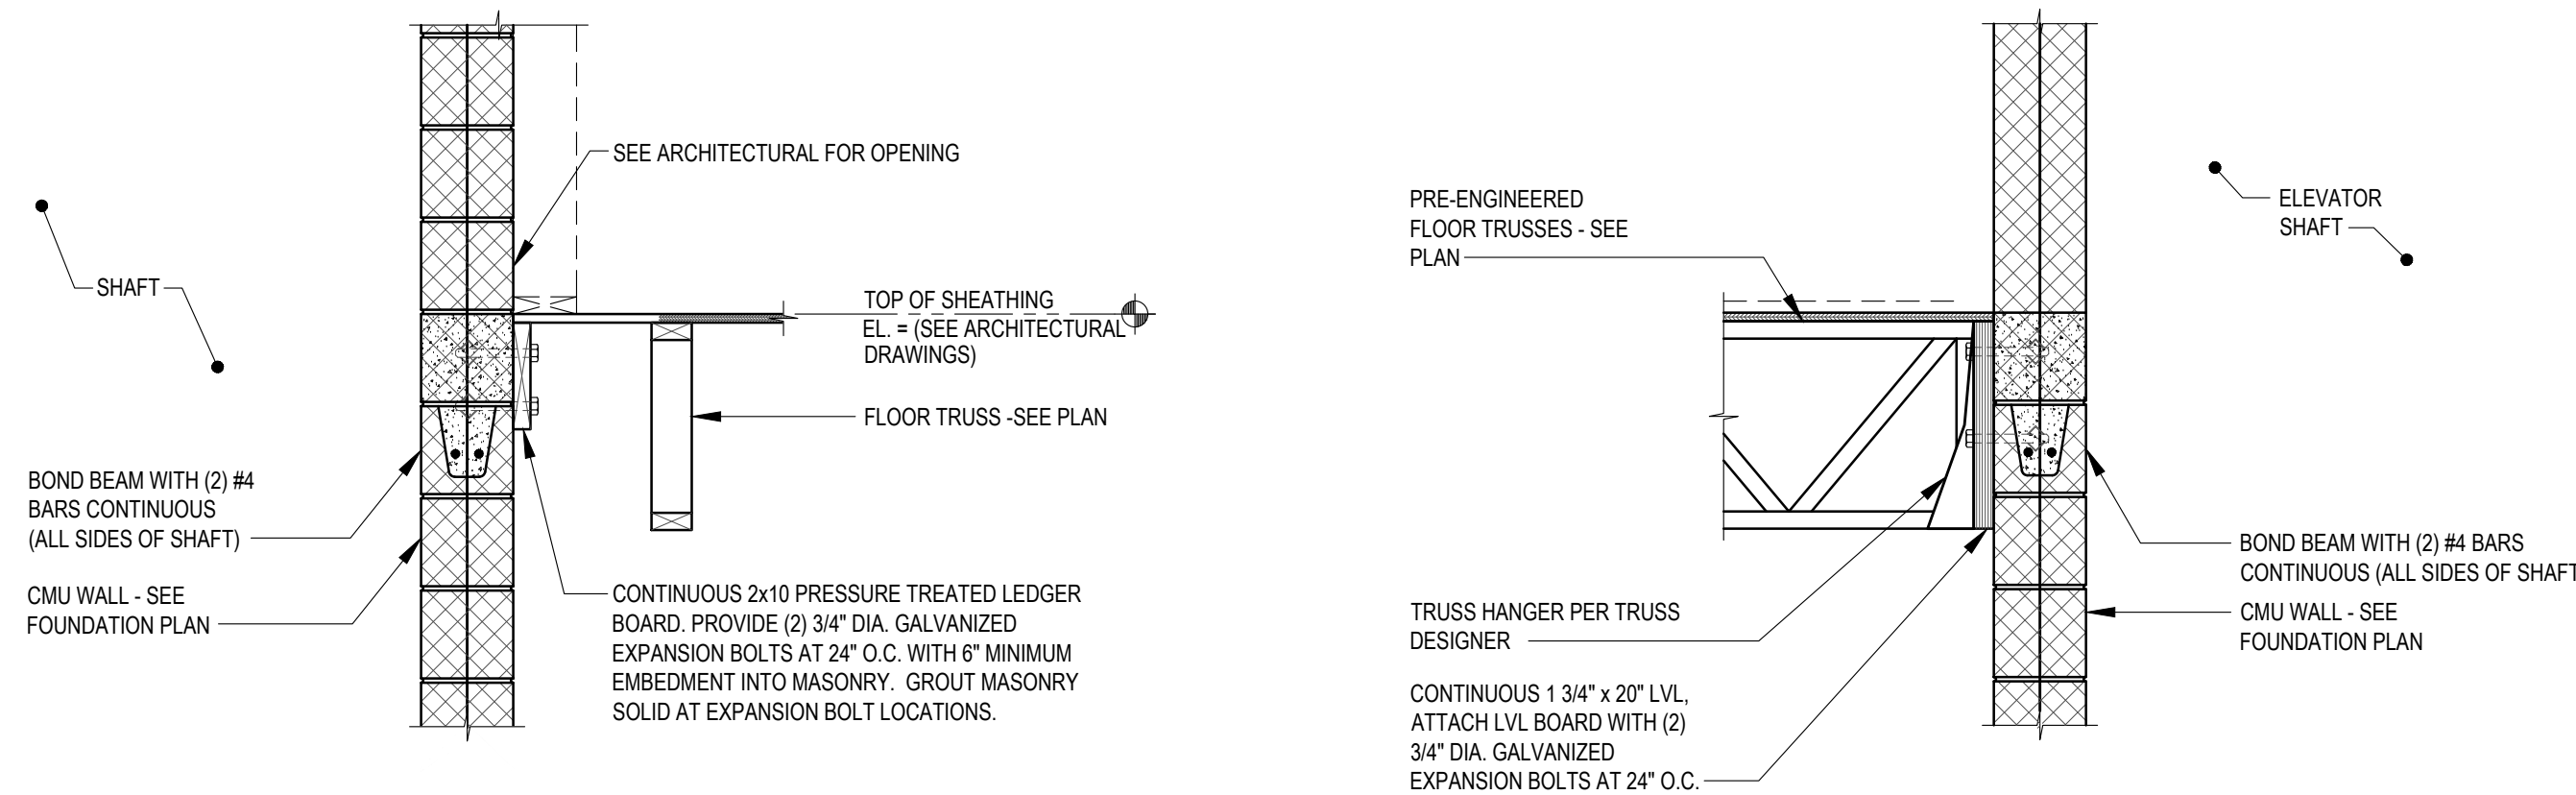 SEE ARCHITECTURAL FOR OPENING
SHAFT
TOP OF SHEATHING
EL. = (SEE ARCHITECTURAL
DRAWINGS)
FLOOR TRUSS -SEE PLAN
BOND BEAM WITH (2) #4
BARS CONTINUOUS
(ALL SIDES OF SHAFT)
CMU WALL - SEE
FOUNDATION PLAN
CONTINUOUS 2x10 PRESSURE TREATED LEDGER
BOARD. PROVIDE (2) 3/4" DIA. GALVANIZED
EXPANSION BOLTS AT 24" O.C. WITH 6" MINIMUM
EMBEDMENT INTO MASONRY. GROUT MASONRY
SOLID AT EXPANSION BOLT LOCATIONS.
PRE-ENGINEERED
FLOOR TRUSSES - SEE
PLAN
ELEVATOR
SHAFT
BOND BEAM WITH (2) #4 BARS
CONTINUOUS (ALL SIDES OF SHAFT
CMU WALL - SEE
FOUNDATION PLAN
TRUSS HANGER PER TRUSS
DESIGNER
CONTINUOUS 1 3/4" x 20" LVL,
ATTACH LVL BOARD WITH (2)
3/4" DIA. GALVANIZED
EXPANSION BOLTS AT 24" O.C.